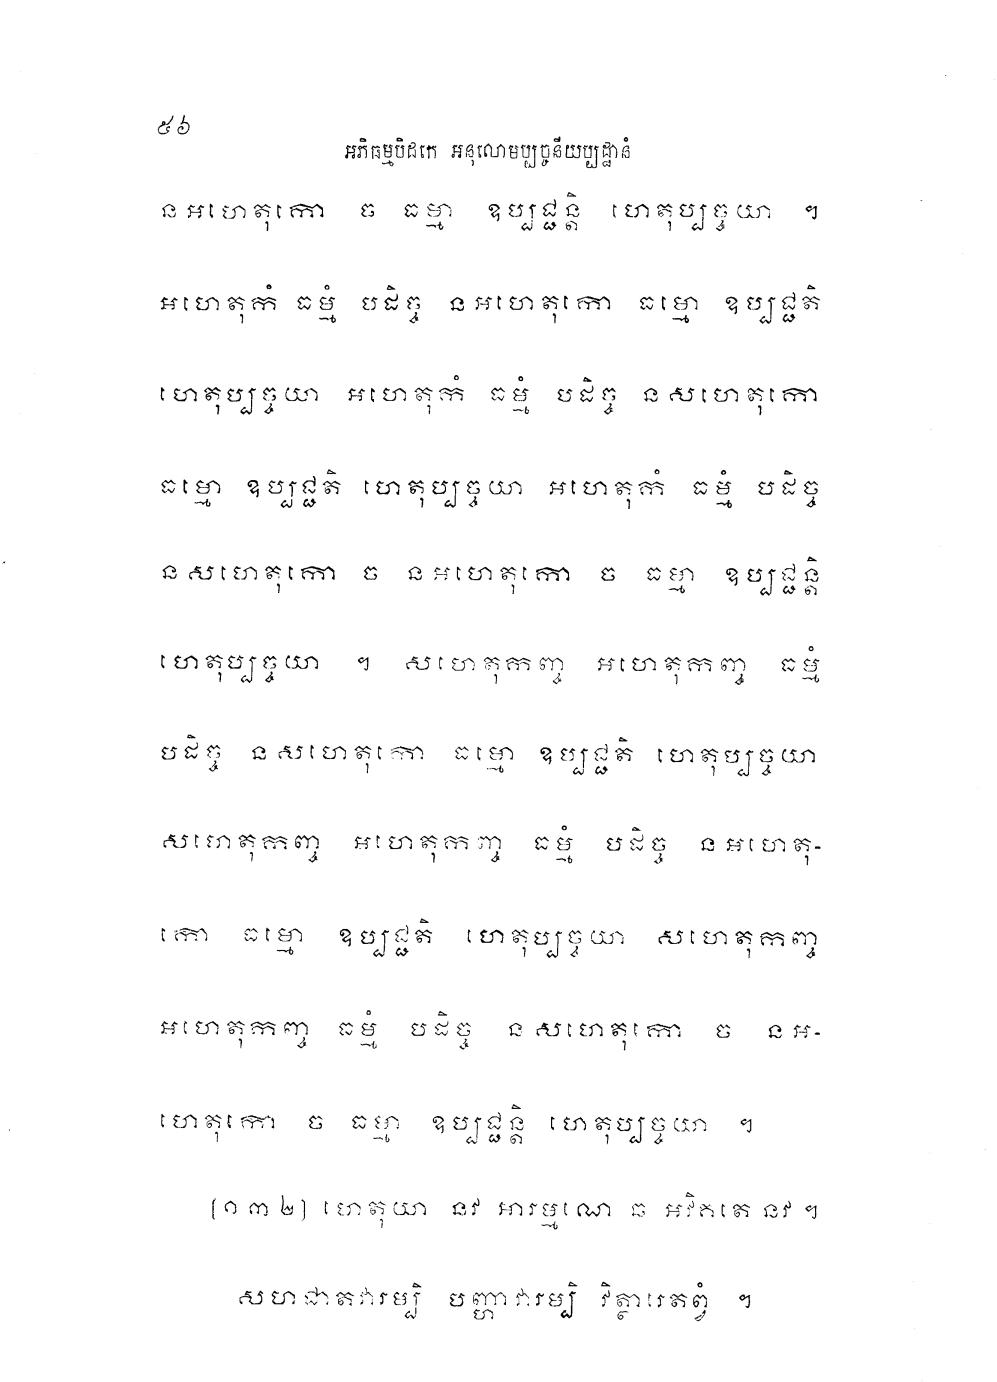 ៥៦
អភិធម្មបិដកេ អនុលោមប្បច្ចនីយប្បដ្ឋានំ
នអហេតុកោ ច ធម្មា ឧប្បជ្ជន្តិ ហេតុប្បច្ចយា ។
អហេតុកំ ធម្មំ បដិច្ច នអហេតុកោ ធម្មោ ឧប្បជ្ជតិ
ហេតុប្បច្ចយា អហេតុកំ ធម្មំ បដិច្ច នសហេតុកោ
ធម្មោ ឧប្បជ្ជតិ ហេតុប្បច្ចយា អហេតុកំ ធម្មំ បដិច្ច
នសហេតុកោ ច នអហេតុកោ ច ធម្មា ឧប្បជ្ជន្តិ
ហេតុប្បច្ចយា ។ សហេតុកញ្ច អហេតុកញ្ច ធម្មំ
បដិច្ច នសហេតុកោ ធម្មោ ឧប្បជ្ជតិ ហេតុប្បច្ចយា
សហេតុកញ្ច អហេតុកញ្ច ធម្មំ បដិច្ច នអហេតុ-
កោ ធម្មោ ឧប្បជ្ជតិ ហេតុប្បច្ចយា សហេតុកញ្ច
អហេតុកញ្ច ធម្មំ បដិច្ច នសហេតុកោ ច នអ-
ហេតុកោ ច ធម្មា ឧប្បជ្ជន្តិ ហេតុប្បច្ចយា ។
[១៣២] ហេតុយា នវ អារម្មណេ ឆ អវិគតេ នវ ។
សហជាតវារម្បិ បញ្ហាវារម្បិ វិត្ថារេតព្វំ ។